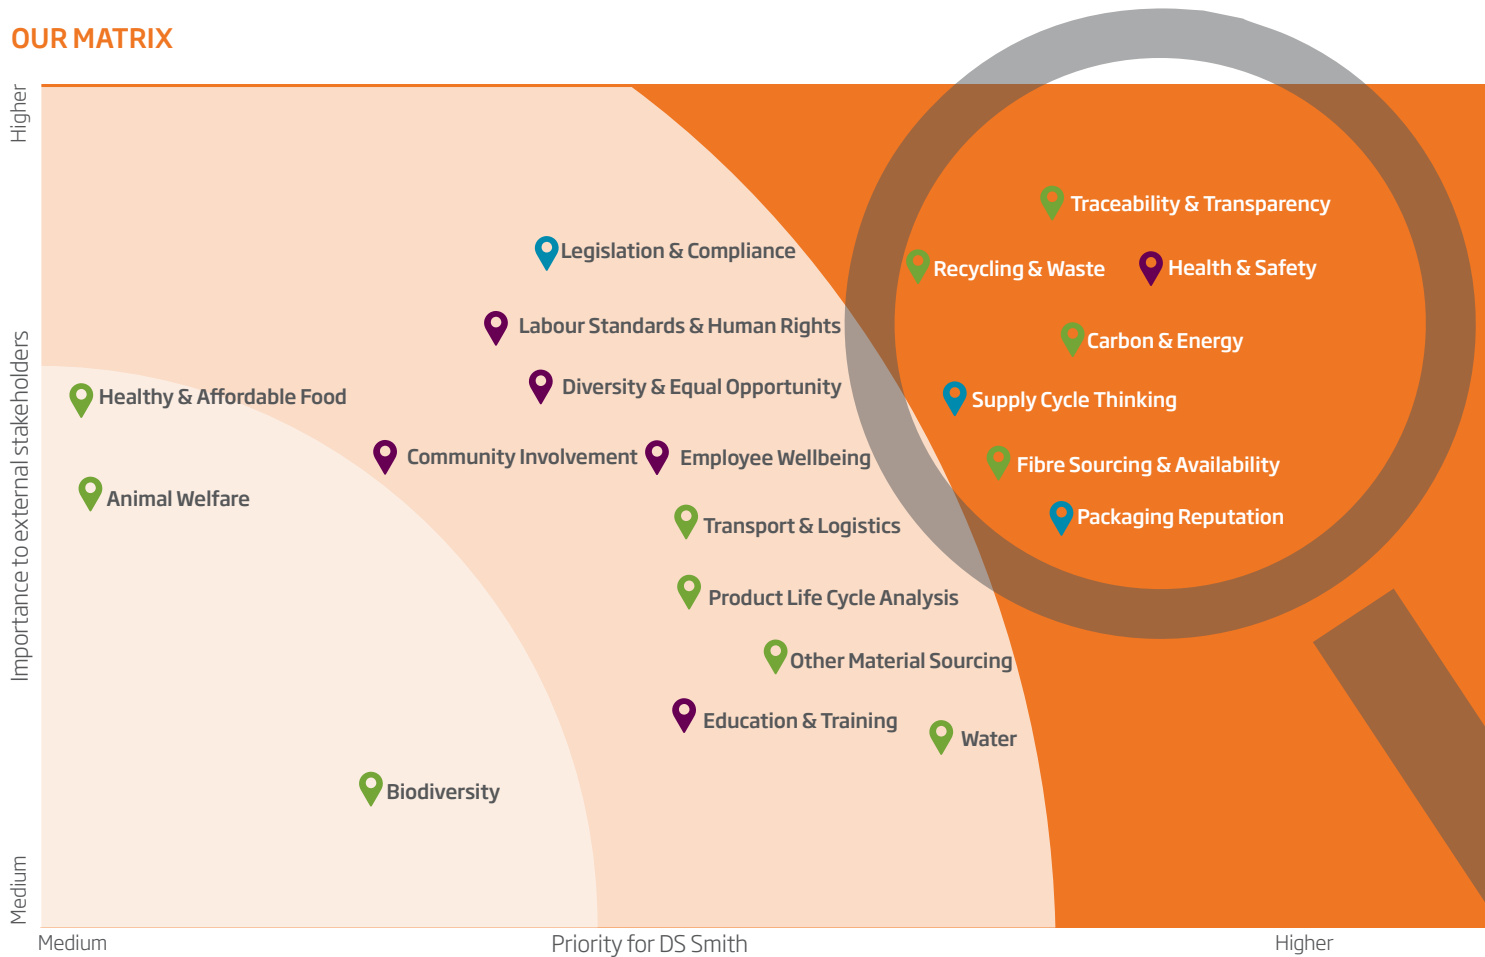 OUR MATRIX
Higher
Importance to external stakeholders
Medium
Traceability & Transparency
Legislation & Compliance
Recycling & Waste
Health & Safety
Labour Standards & Human Rights
Carbon & Energy
Diversity & Equal Opportunity
Healthy & Affordable Food
Supply Cycle Thinking
Community Involvement
Employee Wellbeing
Fibre Sourcing & Availability
Animal Welfare
Packaging Reputation
Transport & Logistics
Product Life Cycle Analysis
Other Material Sourcing
Education & Training
Water
Biodiversity
Medium
Priority for DS Smith
Higher